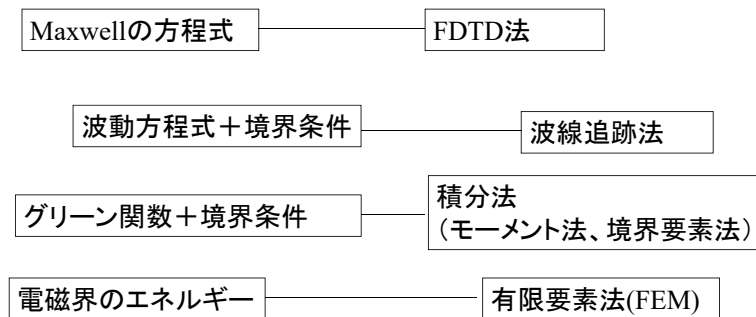 Maxwellの方程式
FDTD法
波動方程式＋境界条件
波線追跡法
グリーン関数＋境界条件
積分法
（モーメント法、境界要素法）
電磁界のエネルギー
有限要素法(FEM)